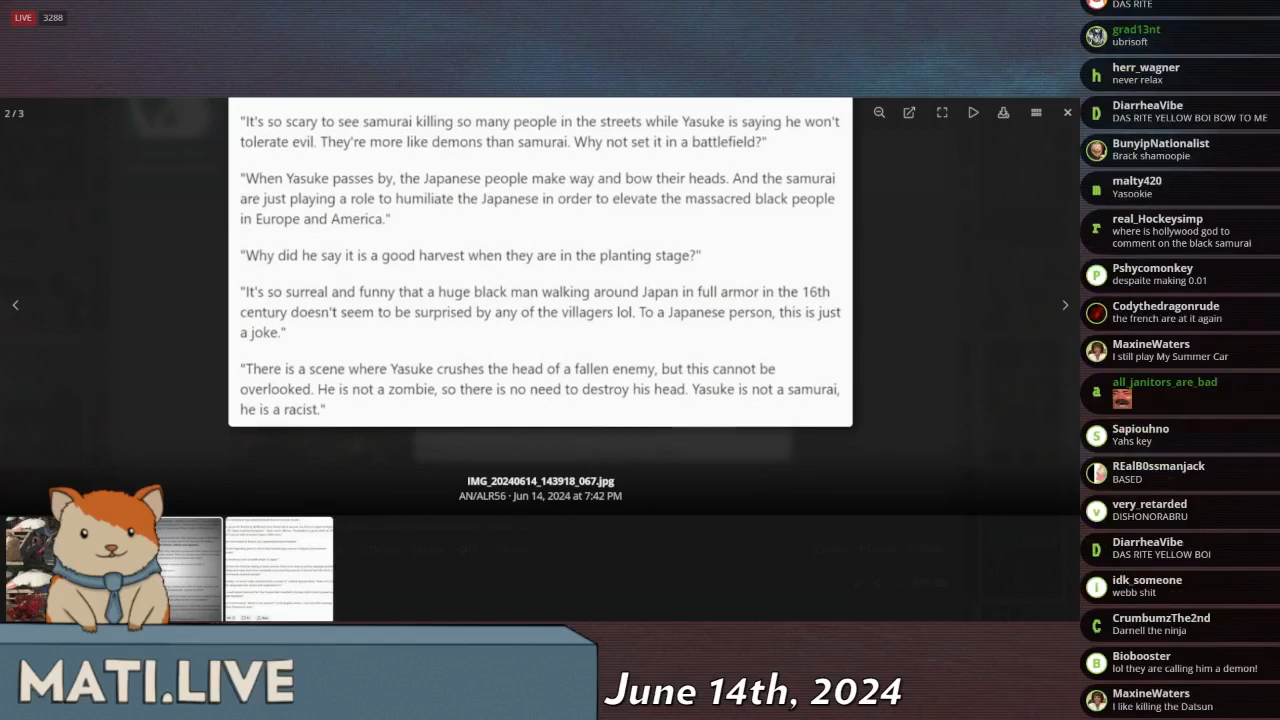 LIVE 3288
2 / 3
"It's so scary to see samurai killing so many people in the streets while Yasuke is saying he won't
tolerate evil. They're more like demons than samurai. Why not set it in a battlefield?"
"When Yasuke passes by, the Japanese people make way and bow their heads. And the samurai
are just playing a role to humiliate the Japanese in order to elevate the massacred black people
in Europe and America."
"Why did he say it is a good harvest when they are in the planting stage?"
"It's so surreal and funny that a huge black man walking around Japan in full armor in the 16th
century doesn't seem to be surprised by any of the villagers lol. To a Japanese person, this is just
a joke."
"There is a scene where Yasuke crushes the head of a fallen enemy, but this cannot be
overlooked. He is not a zombie, so there is no need to destroy his head. Yasuke is not a samurai,
he is a racist."
IMG_20240614_143918_067.jpg
AN/ALR56 · Jun 14, 2024 at 7:42 PM
MATI.LIVE
June 14th, 2024
DAS RITE
grad13nt
ubrisoft
h
herr_wagner
never relax
D
DiarrheaVibe
DAS RITE YELLOW BOI BOW TO ME
BunyipNationalist
Brack shamoopie
m
malty420
Yasookie
r
real_Hockeysimp
where is hollywood god to
comment on the black samurai
P
Pshycomonkey
despaite making 0.01
Codythedragonrude
the french are at it again
MaxineWaters
I still play My Summer Car
a
all_janitors_are_bad
S
Sapiouhno
Yahs key
REalB0ssmanjack
BASED
v
very_retarded
DISHONOABRU
D
DiarrheaVibe
WHYTE YELLOW BOI
l
lol-someone
webb shit
C
CrumbumzThe2nd
Darnell the ninja
B
Biobooster
lol they are calling him a demon!
MaxineWaters
I like killing the Datsun